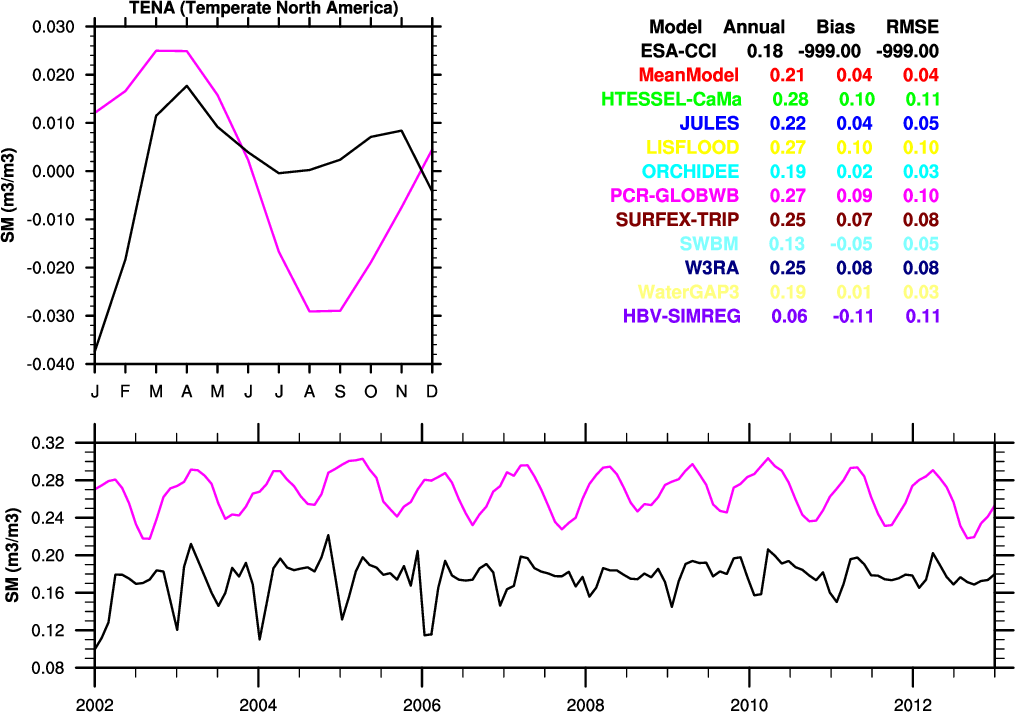 TENA (Temperate North America)
0.030
0.020
0.010
0.000
-0.010
-0.020
-0.030
-0.040
SM (m3/m3)
J F M A M J J A S O N D
Model Annual Bias RMSE
ESA-CCI 0.18 -999.00 -999.00
MeanModel 0.21 0.04 0.04
HTESSEL-CaMa 0.28 0.10 0.11
JULES 0.22 0.04 0.05
LISFLOOD 0.27 0.10 0.10
ORCHIDEE 0.19 0.02 0.03
PCR-GLOBWB 0.27 0.09 0.10
SURFEX-TRIP 0.25 0.07 0.08
SWBM 0.13 -0.05 0.05
W3RA 0.25 0.08 0.08
WaterGAP3 0.19 0.01 0.03
HBV-SIMREG 0.06 -0.11 0.11
0.32
0.28
0.24
0.20
0.16
0.12
0.08
SM (m3/m3)
2002 2004 2006 2008 2010 2012